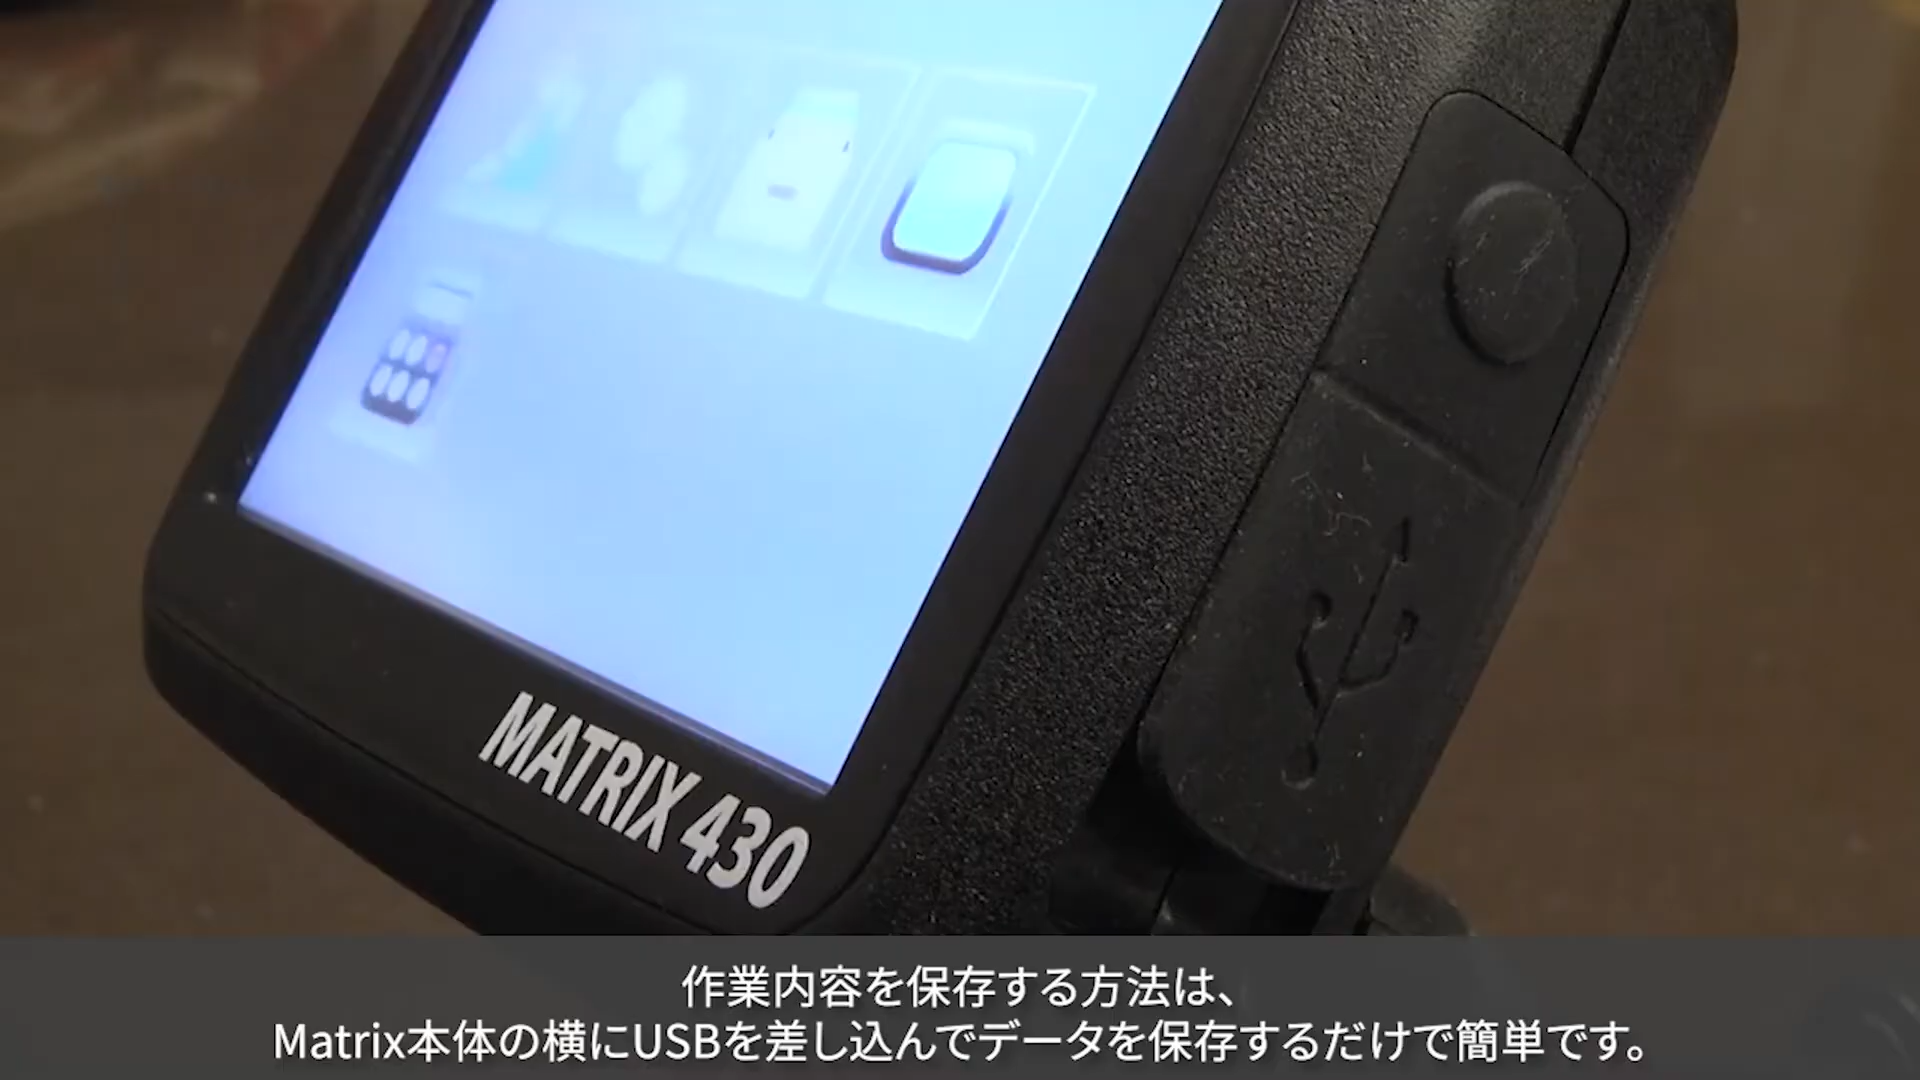 MATRIX 430
作業内容を保存する方法は、
Matrix本体の横にUSBを差し込んでデータを保存するだけで簡単です。